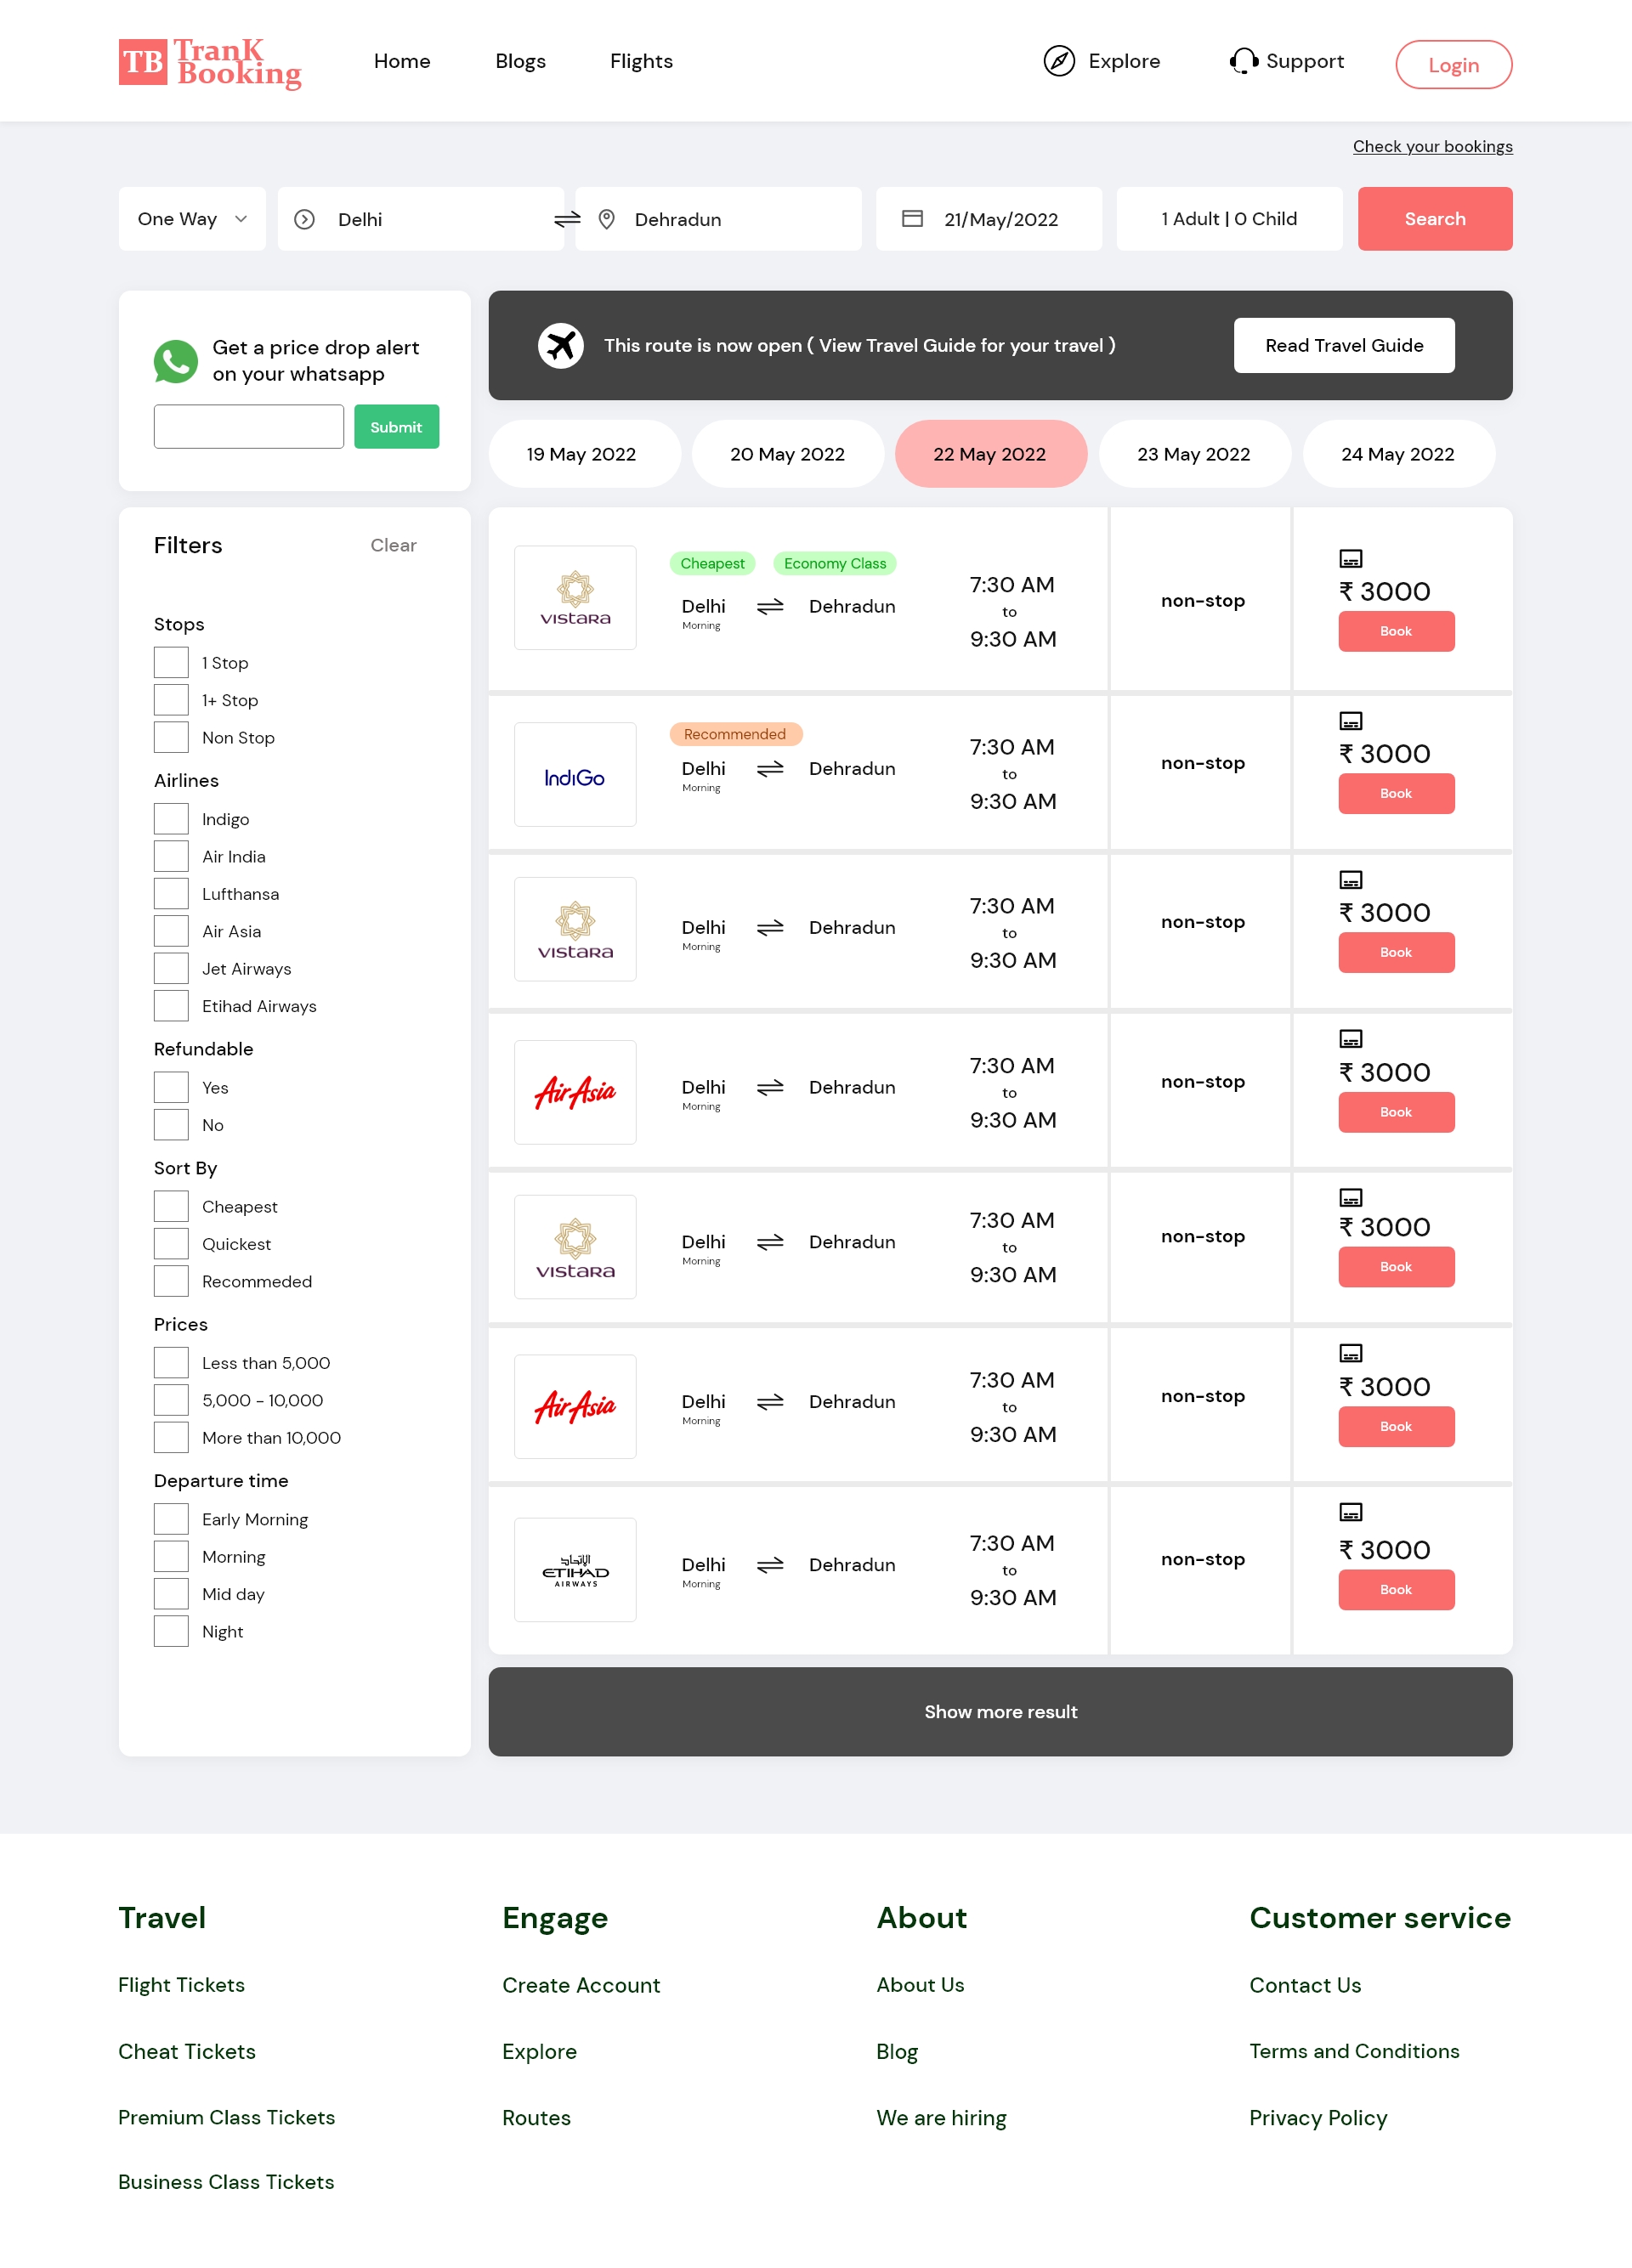 TB TranK
Booking
Home
Blogs
Flights
Explore
Support
Login
Check your bookings
One Way
Delhi
Dehradun
21/May/2022
1 Adult | 0 Child
Search
Get a price drop alert
on your whatsapp
Submit
This route is now open ( View Travel Guide for your travel )
Read Travel Guide
19 May 2022
20 May 2022
22 May 2022
23 May 2022
24 May 2022
Filters
Clear
Stops
1 Stop
1+ Stop
Non Stop
Airlines
Indigo
Air India
Lufthansa
Air Asia
Jet Airways
Etihad Airways
Refundable
Yes
No
Sort By
Cheapest
Quickest
Recommeded
Prices
Less than 5,000
5,000 - 10,000
More than 10,000
Departure time
Early Morning
Morning
Mid day
Night
vistara
Cheapest
Economy Class
Delhi
Morning
Dehradun
7:30 AM
to
9:30 AM
non-stop
₹ 3000
Book
IndiGo
Recommended
Delhi
Morning
Dehradun
7:30 AM
to
9:30 AM
non-stop
₹ 3000
Book
vistara
Delhi
Morning
Dehradun
7:30 AM
to
9:30 AM
non-stop
₹ 3000
Book
AirAsia
Delhi
Morning
Dehradun
7:30 AM
to
9:30 AM
non-stop
₹ 3000
Book
vistara
Delhi
Morning
Dehradun
7:30 AM
to
9:30 AM
non-stop
₹ 3000
Book
AirAsia
Delhi
Morning
Dehradun
7:30 AM
to
9:30 AM
non-stop
₹ 3000
Book
الإتحاد
ETIHAD
AIRWAYS
Delhi
Morning
Dehradun
7:30 AM
to
9:30 AM
non-stop
₹ 3000
Book
Show more result
Travel
Flight Tickets
Cheat Tickets
Premium Class Tickets
Business Class Tickets
Engage
Create Account
Explore
Routes
About
About Us
Blog
We are hiring
Customer service
Contact Us
Terms and Conditions
Privacy Policy